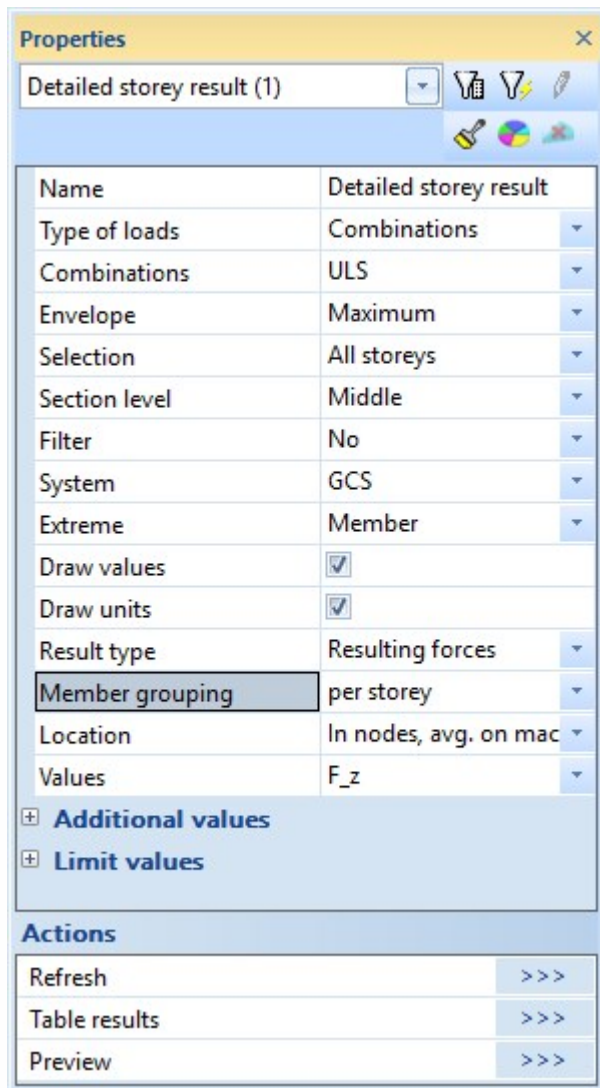 Properties
Detailed storey result (1)
Name Detailed storey result
Type of loads Combinations
Combinations ULS
Envelope Maximum
Selection All storeys
Section level Middle
Filter No
System GCS
Extreme Member
Draw values
Draw units
Result type Resulting forces
Member grouping per storey
Location In nodes, avg. on mac
Values F_z
Additional values
Limit values
Actions
Refresh >>>
Table results >>>
Preview >>>